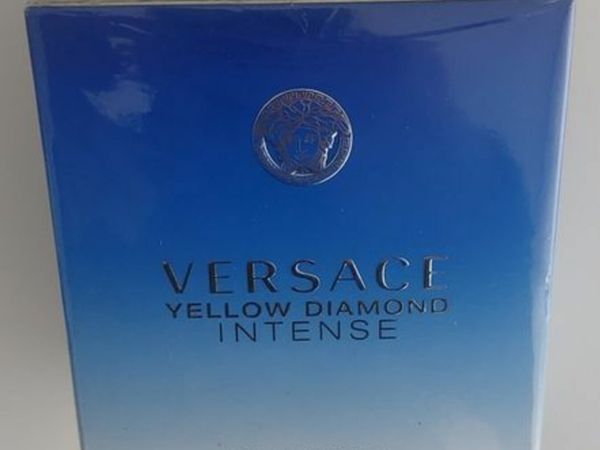 VERSACE
YELLOW DIAMOND
INTENSE